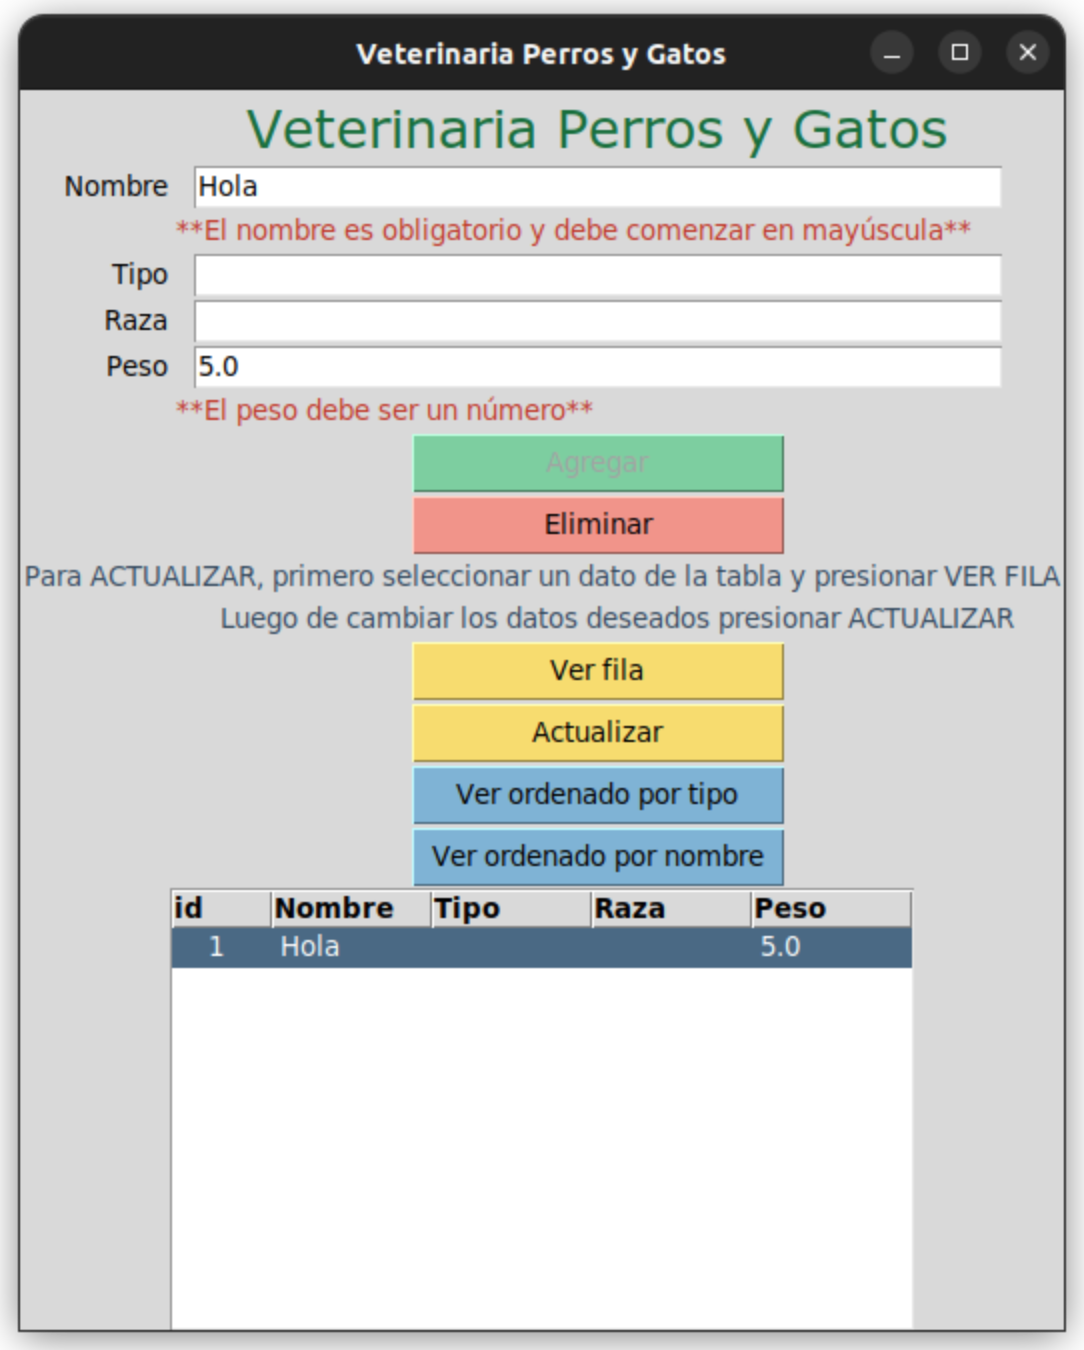 Veterinaria Perros y Gatos
Veterinaria Perros y Gatos
Nombre Hola
**El nombre es obligatorio y debe comenzar en mayúscula**
Tipo
Raza
Peso 5.0
**El peso debe ser un número**
Agregar
Eliminar
Para ACTUALIZAR, primero seleccionar un dato de la tabla y presionar VER FILA
Luego de cambiar los datos deseados presionar ACTUALIZAR
Ver fila
Actualizar
Ver ordenado por tipo
Ver ordenado por nombre
id Nombre Tipo Raza Peso
1 Hola 5.0